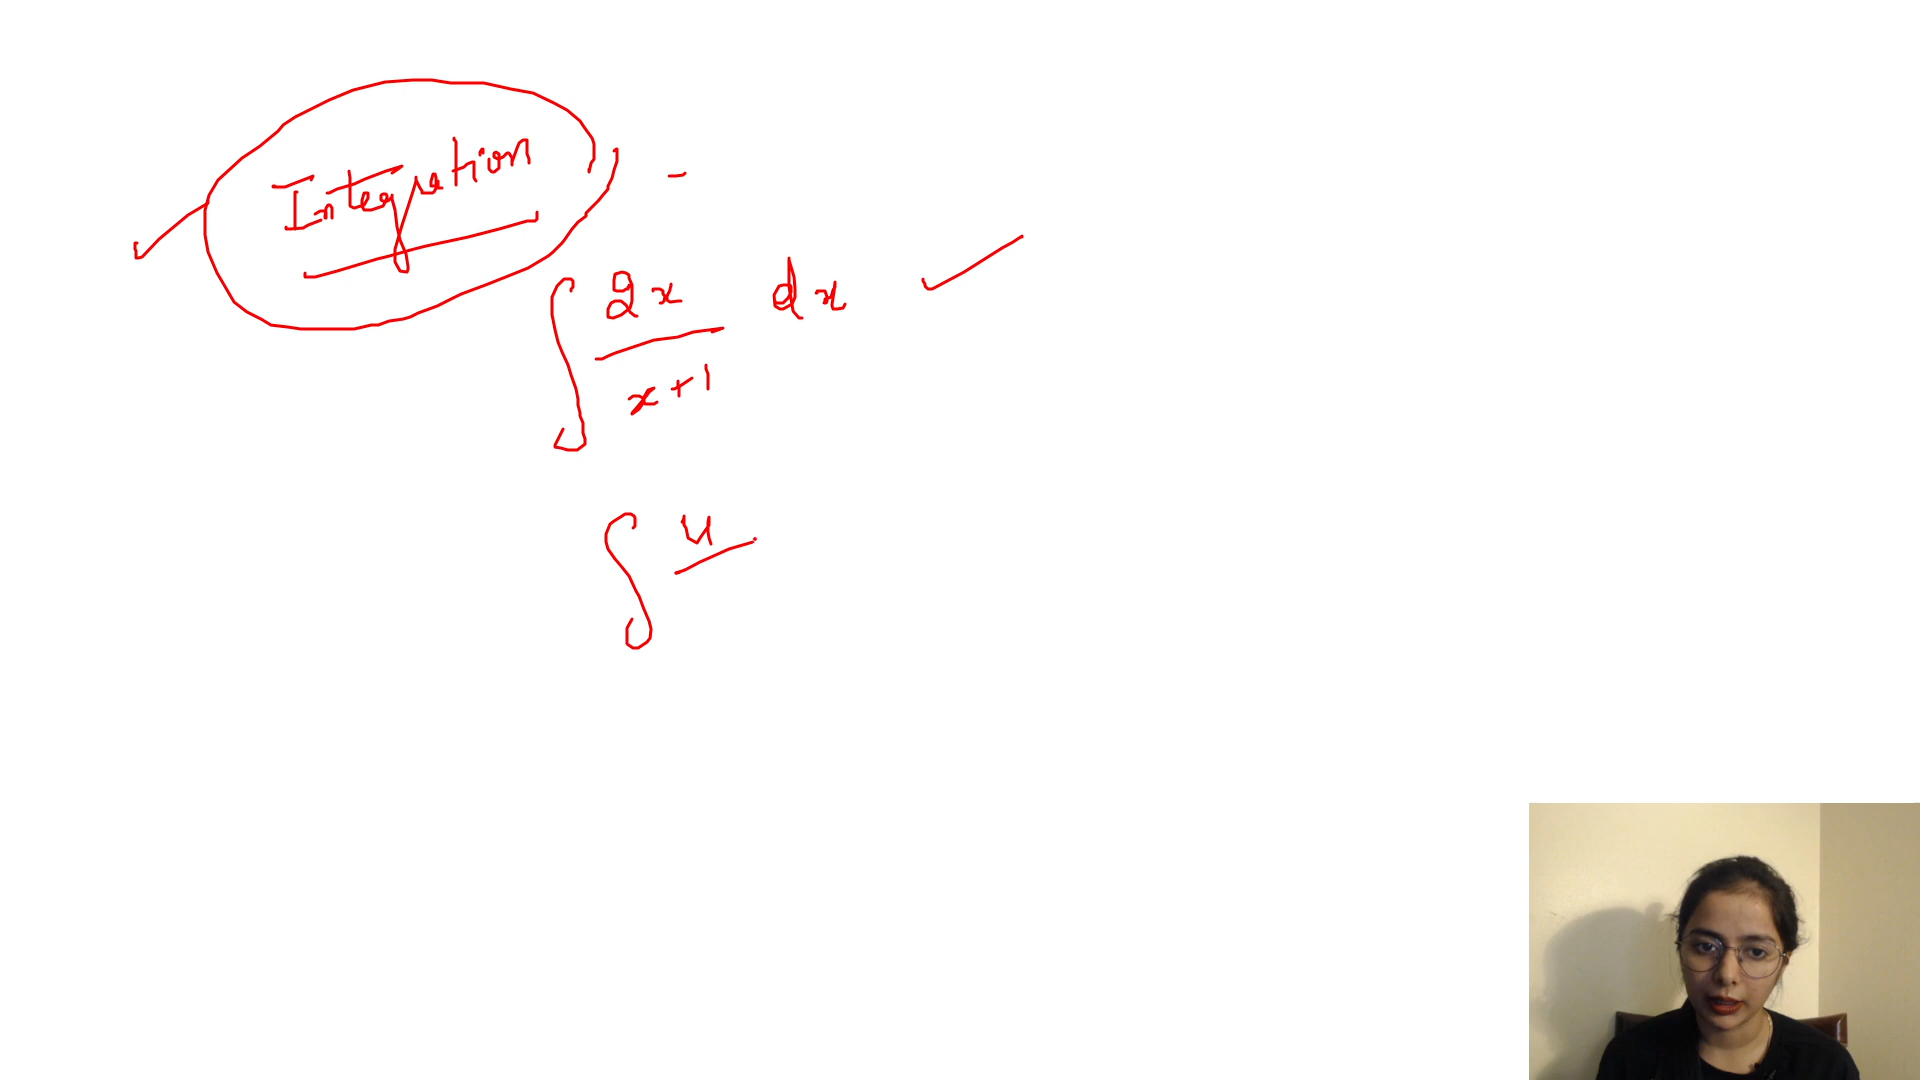 Integration -
∫ 2x/x+1 dx
∫ u/